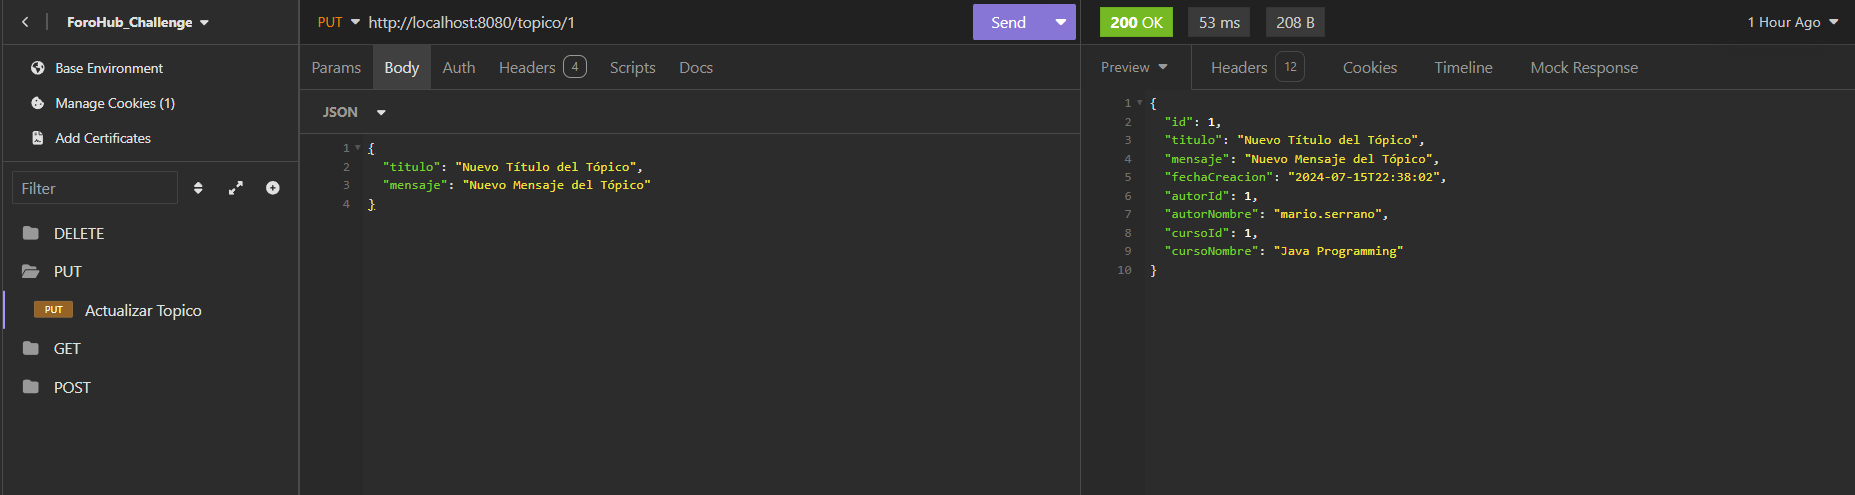 ForoHub_Challenge
Base Environment
Manage Cookies (1)
Add Certificates
Filter
DELETE
PUT
PUT Actualizar Topico
GET
POST
PUT http://localhost:8080/topico/1 Send
Params Body Auth Headers 4 Scripts Docs
JSON
1 {
2 "titulo": "Nuevo Título del Tópico",
3 "mensaje": "Nuevo Mensaje del Tópico"
4 }
200 OK 53 ms 208 B 1 Hour Ago
Preview Headers 12 Cookies Timeline Mock Response
1 {
2 "id": 1,
3 "titulo": "Nuevo Título del Tópico",
4 "mensaje": "Nuevo Mensaje del Tópico",
5 "fechaCreacion": "2024-07-15T22:38:02",
6 "autorId": 1,
7 "autorNombre": "mario.serrano",
8 "cursoId": 1,
9 "cursoNombre": "Java Programming"
10 }